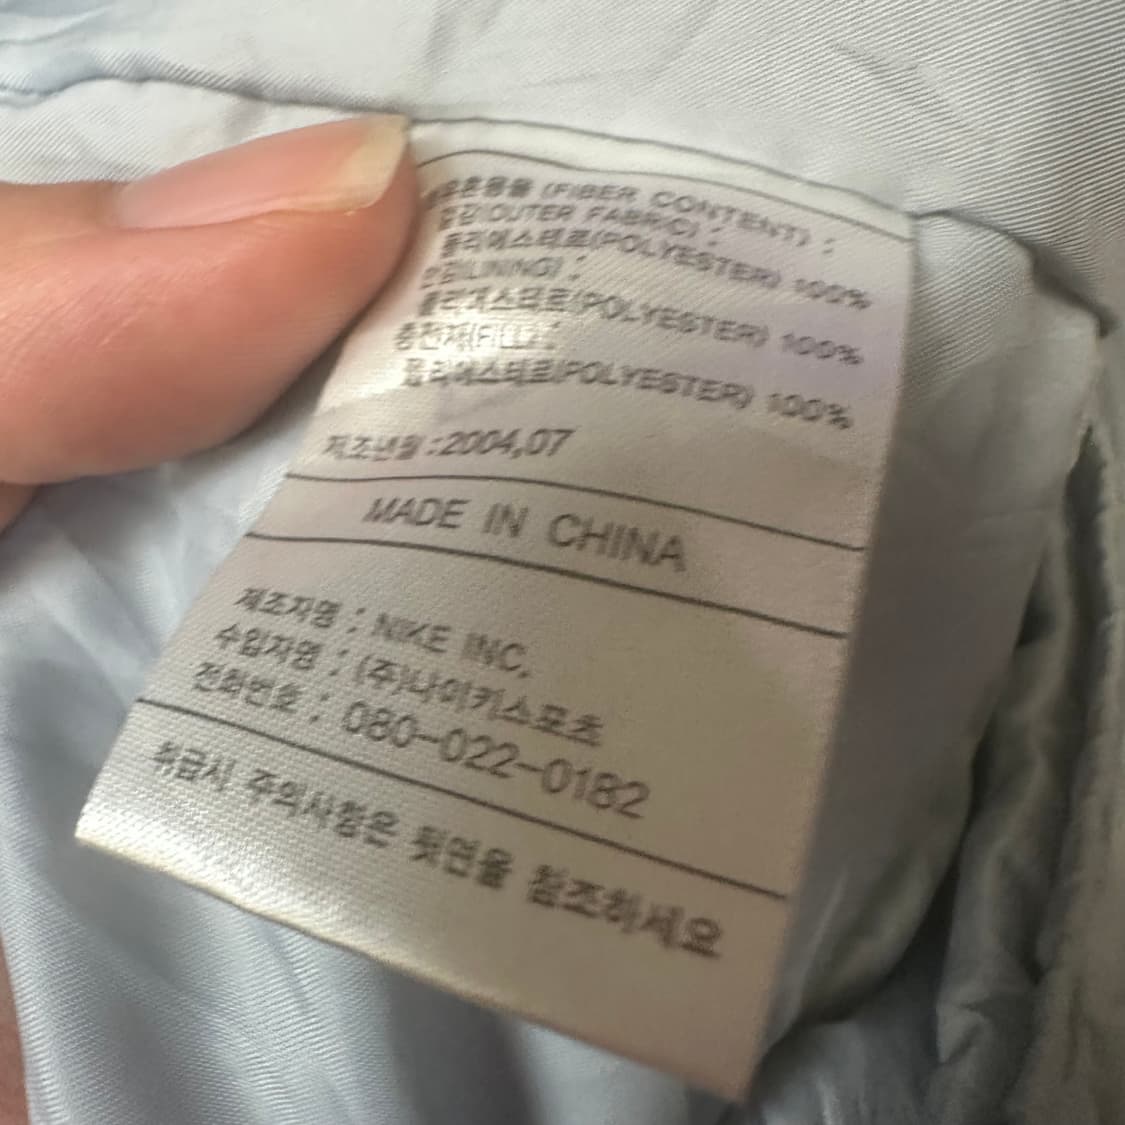 섬유혼용율 (FIBER CONTENT) :
겉감(OUTER FABRIC) :
폴리에스테르(POLYESTER) 100%
안감(LINING) :
폴리에스테르(POLYESTER) 100%
충전재(FILL) :
폴리에스테르(POLYESTER) 100%
제조년월 :2004,07
MADE IN CHINA
제조자명 : NIKE INC,
수입자명 : (주)나이키스포츠
전화번호 : 080-022-0182
취급시 주의사항은 뒷면을 참조하세요